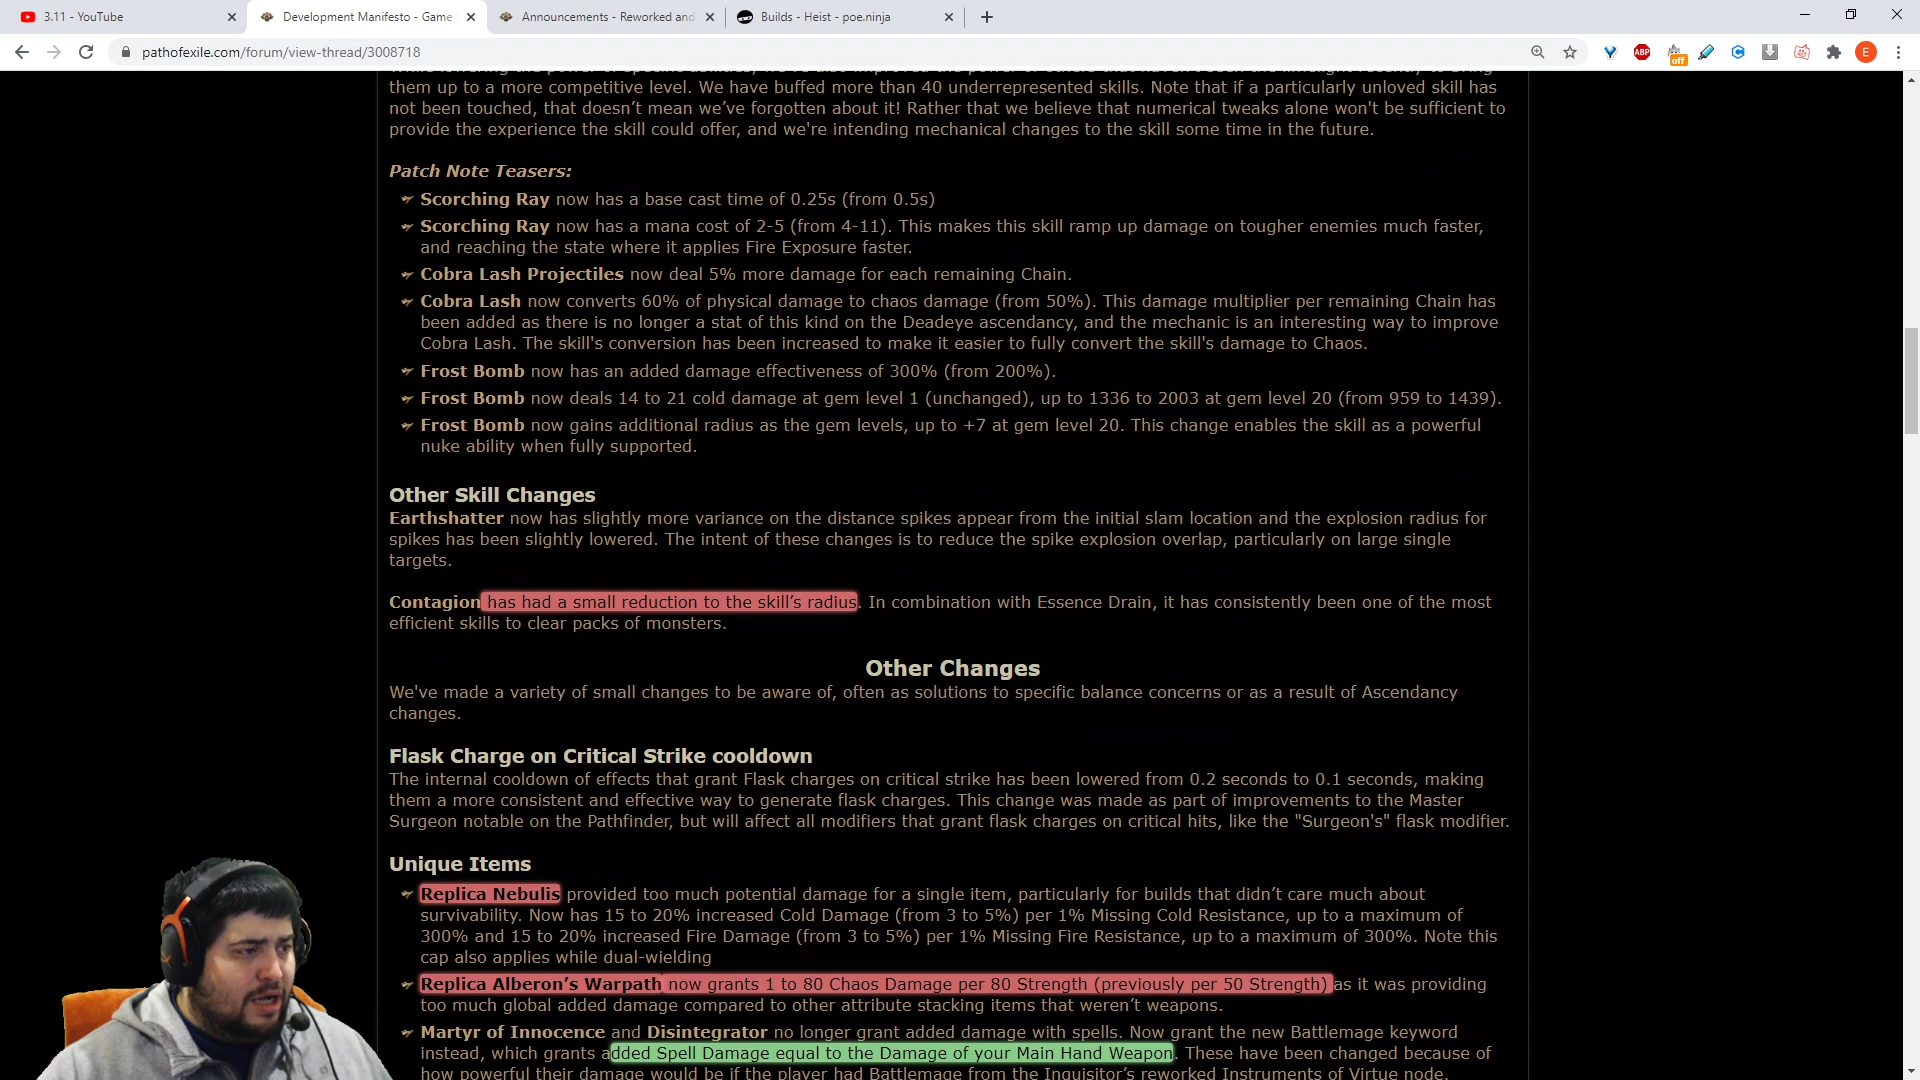 3.11 - YouTube
Development Manifesto - Game
Announcements - Reworked and
Builds - Heist - poe.ninja
pathofexile.com/forum/view-thread/3008718
ABP
off
E
them up to a more competitive level. We have buffed more than 40 underrepresented skills. Note that if a particularly unloved skill has
not been touched, that doesn’t mean we’ve forgotten about it! Rather that we believe that numerical tweaks alone won't be sufficient to
provide the experience the skill could offer, and we're intending mechanical changes to the skill some time in the future.
Patch Note Teasers:
Scorching Ray now has a base cast time of 0.25s (from 0.5s)
Scorching Ray now has a mana cost of 2-5 (from 4-11). This makes this skill ramp up damage on tougher enemies much faster,
and reaching the state where it applies Fire Exposure faster.
Cobra Lash Projectiles now deal 5% more damage for each remaining Chain.
Cobra Lash now converts 60% of physical damage to chaos damage (from 50%). This damage multiplier per remaining Chain has
been added as there is no longer a stat of this kind on the Deadeye ascendancy, and the mechanic is an interesting way to improve
Cobra Lash. The skill's conversion has been increased to make it easier to fully convert the skill's damage to Chaos.
Frost Bomb now has an added damage effectiveness of 300% (from 200%).
Frost Bomb now deals 14 to 21 cold damage at gem level 1 (unchanged), up to 1336 to 2003 at gem level 20 (from 959 to 1439).
Frost Bomb now gains additional radius as the gem levels, up to +7 at gem level 20. This change enables the skill as a powerful
nuke ability when fully supported.
Other Skill Changes
Earthshatter now has slightly more variance on the distance spikes appear from the initial slam location and the explosion radius for
spikes has been slightly lowered. The intent of these changes is to reduce the spike explosion overlap, particularly on large single
targets.
Contagion has had a small reduction to the skill’s radius. In combination with Essence Drain, it has consistently been one of the most
efficient skills to clear packs of monsters.
Other Changes
We've made a variety of small changes to be aware of, often as solutions to specific balance concerns or as a result of Ascendancy
changes.
Flask Charge on Critical Strike cooldown
The internal cooldown of effects that grant Flask charges on critical strike has been lowered from 0.2 seconds to 0.1 seconds, making
them a more consistent and effective way to generate flask charges. This change was made as part of improvements to the Master
Surgeon notable on the Pathfinder, but will affect all modifiers that grant flask charges on critical hits, like the "Surgeon's" flask modifier.
Unique Items
Replica Nebulis provided too much potential damage for a single item, particularly for builds that didn’t care much about
survivability. Now has 15 to 20% increased Cold Damage (from 3 to 5%) per 1% Missing Cold Resistance, up to a maximum of
300% and 15 to 20% increased Fire Damage (from 3 to 5%) per 1% Missing Fire Resistance, up to a maximum of 300%. Note this
cap also applies while dual-wielding
Replica Alberon’s Warpath now grants 1 to 80 Chaos Damage per 80 Strength (previously per 50 Strength) as it was providing
too much global added damage compared to other attribute stacking items that weren’t weapons.
Martyr of Innocence and Disintegrator no longer grant added damage with spells. Now grant the new Battlemage keyword
instead, which grants added Spell Damage equal to the Damage of your Main Hand Weapon. These have been changed because of
how powerful their damage would be if the player had Battlemage from the Inquisitor’s reworked Instruments of Virtue node.